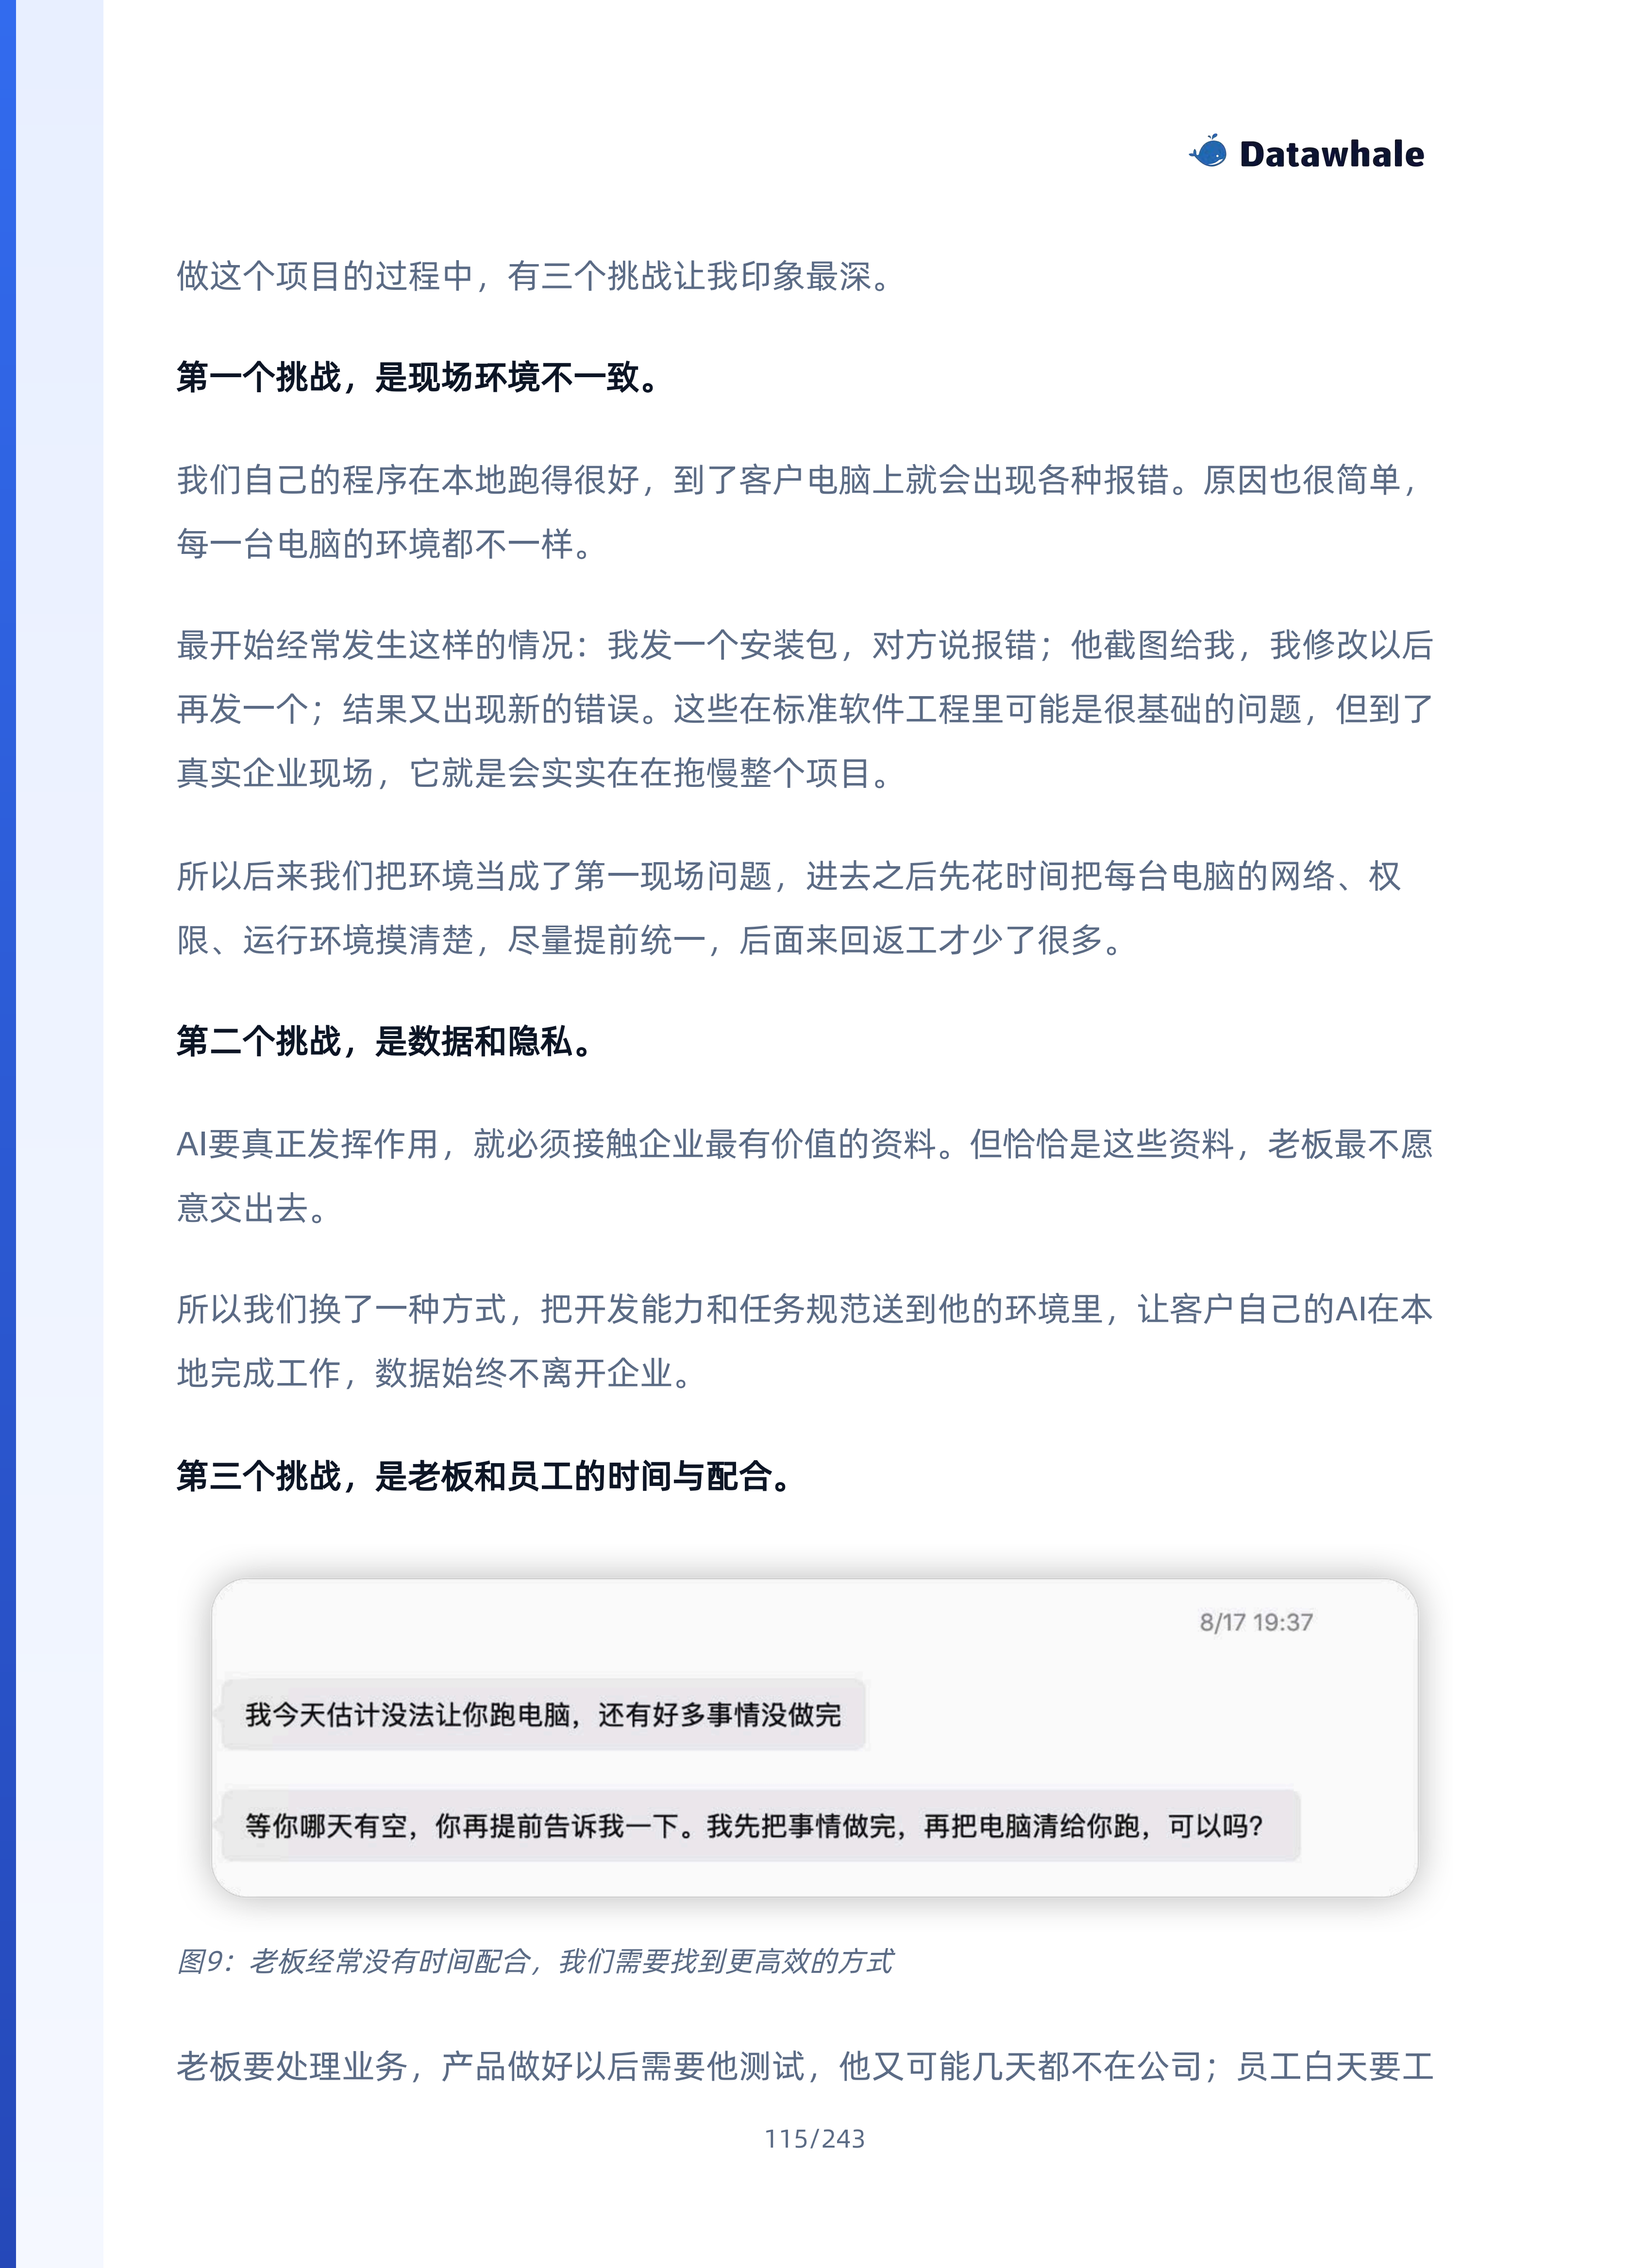 Datawhale
做这个项目的过程中，有三个挑战让我印象最深。
第一个挑战，是现场环境不一致。
我们自己的程序在本地跑得很好，到了客户电脑上就会出现各种报错。原因也很简单，
每一台电脑的环境都不一样。
最开始经常发生这样的情况：我发一个安装包，对方说报错；他截图给我，我修改以后
再发一个；结果又出现新的错误。这些在标准软件工程里可能是很基础的问题，但到了
真实企业现场，它就是会实实在在拖慢整个项目。
所以后来我们把环境当成了第一现场问题，进去之后先花时间把每台电脑的网络、权
限、运行环境摸清楚，尽量提前统一，后面来回返工才少了很多。
第二个挑战，是数据和隐私。
AI要真正发挥作用，就必须接触企业最有价值的资料。但恰恰是这些资料，老板最不愿
意交出去。
所以我们换了一种方式，把开发能力和任务规范送到他的环境里，让客户自己的AI在本
地完成工作，数据始终不离开企业。
第三个挑战，是老板和员工的时间与配合。
8/17 19:37
我今天估计没法让你跑电脑，还有好多事情没做完
等你哪天有空，你再提前告诉我一下。我先把事情做完，再把电脑清给你跑，可以吗？
图9：老板经常没有时间配合，我们需要找到更高效的方式
老板要处理业务，产品做好以后需要他测试，他又可能几天都不在公司；员工白天要工
115/243